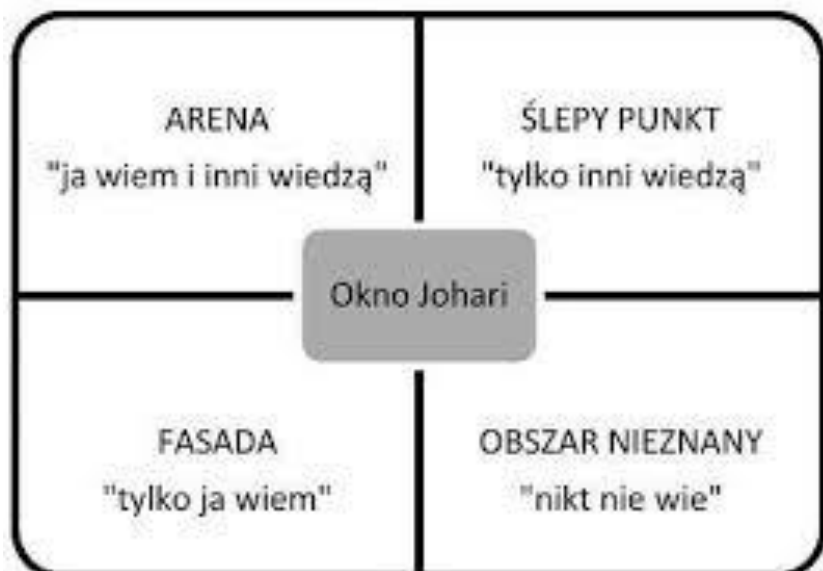 ARENA
"ja wiem i inni wiedzą"
ŚLEPY PUNKT
"tylko inni wiedzą"
Okno Johari
FASADA
"tylko ja wiem"
OBSZAR NIEZNANY
"nikt nie wie"